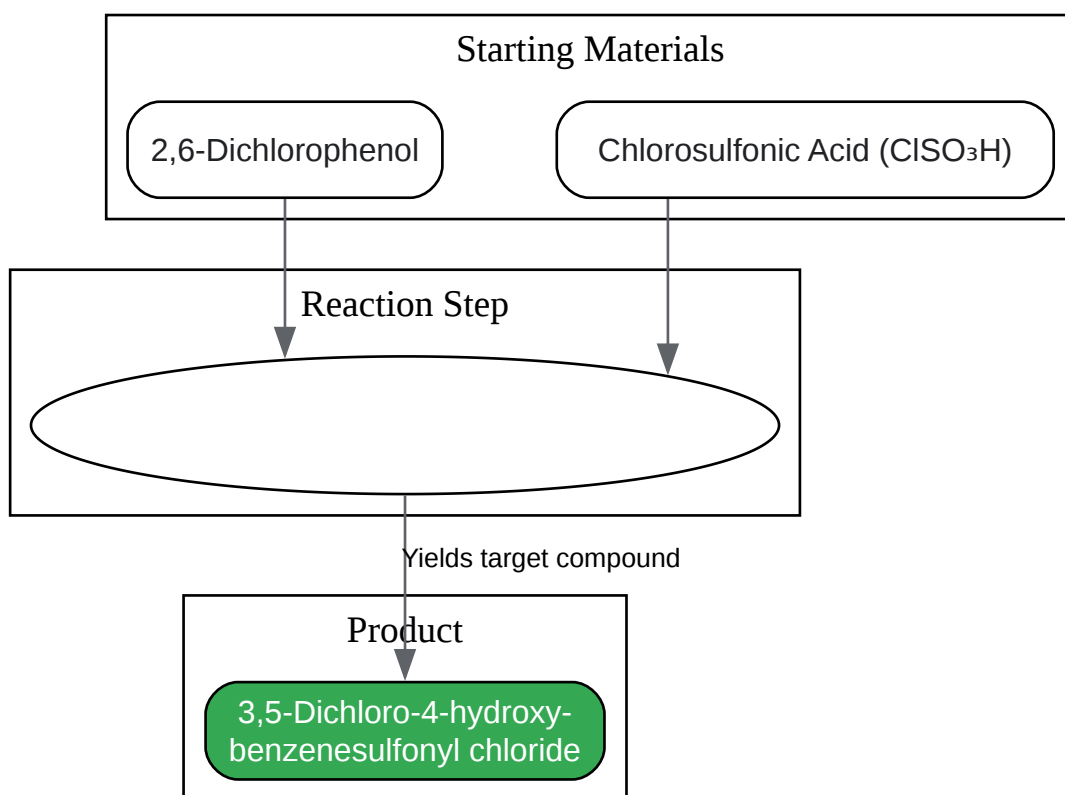 Starting Materials
2,6-Dichlorophenol
Chlorosulfonic Acid (ClSO₃H)
Reaction Step
Yields target compound
Product
3,5-Dichloro-4-hydroxy-
benzenesulfonyl chloride